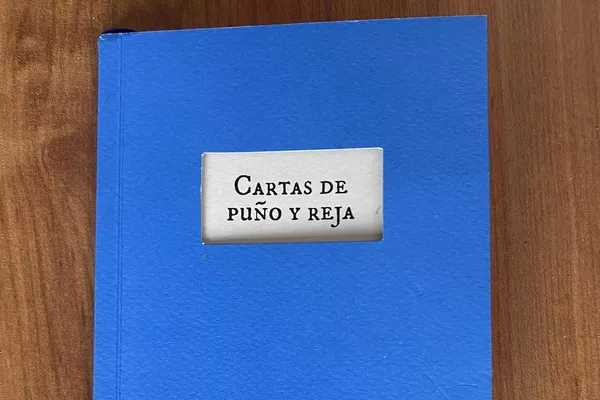 Cartas de
puño y reja